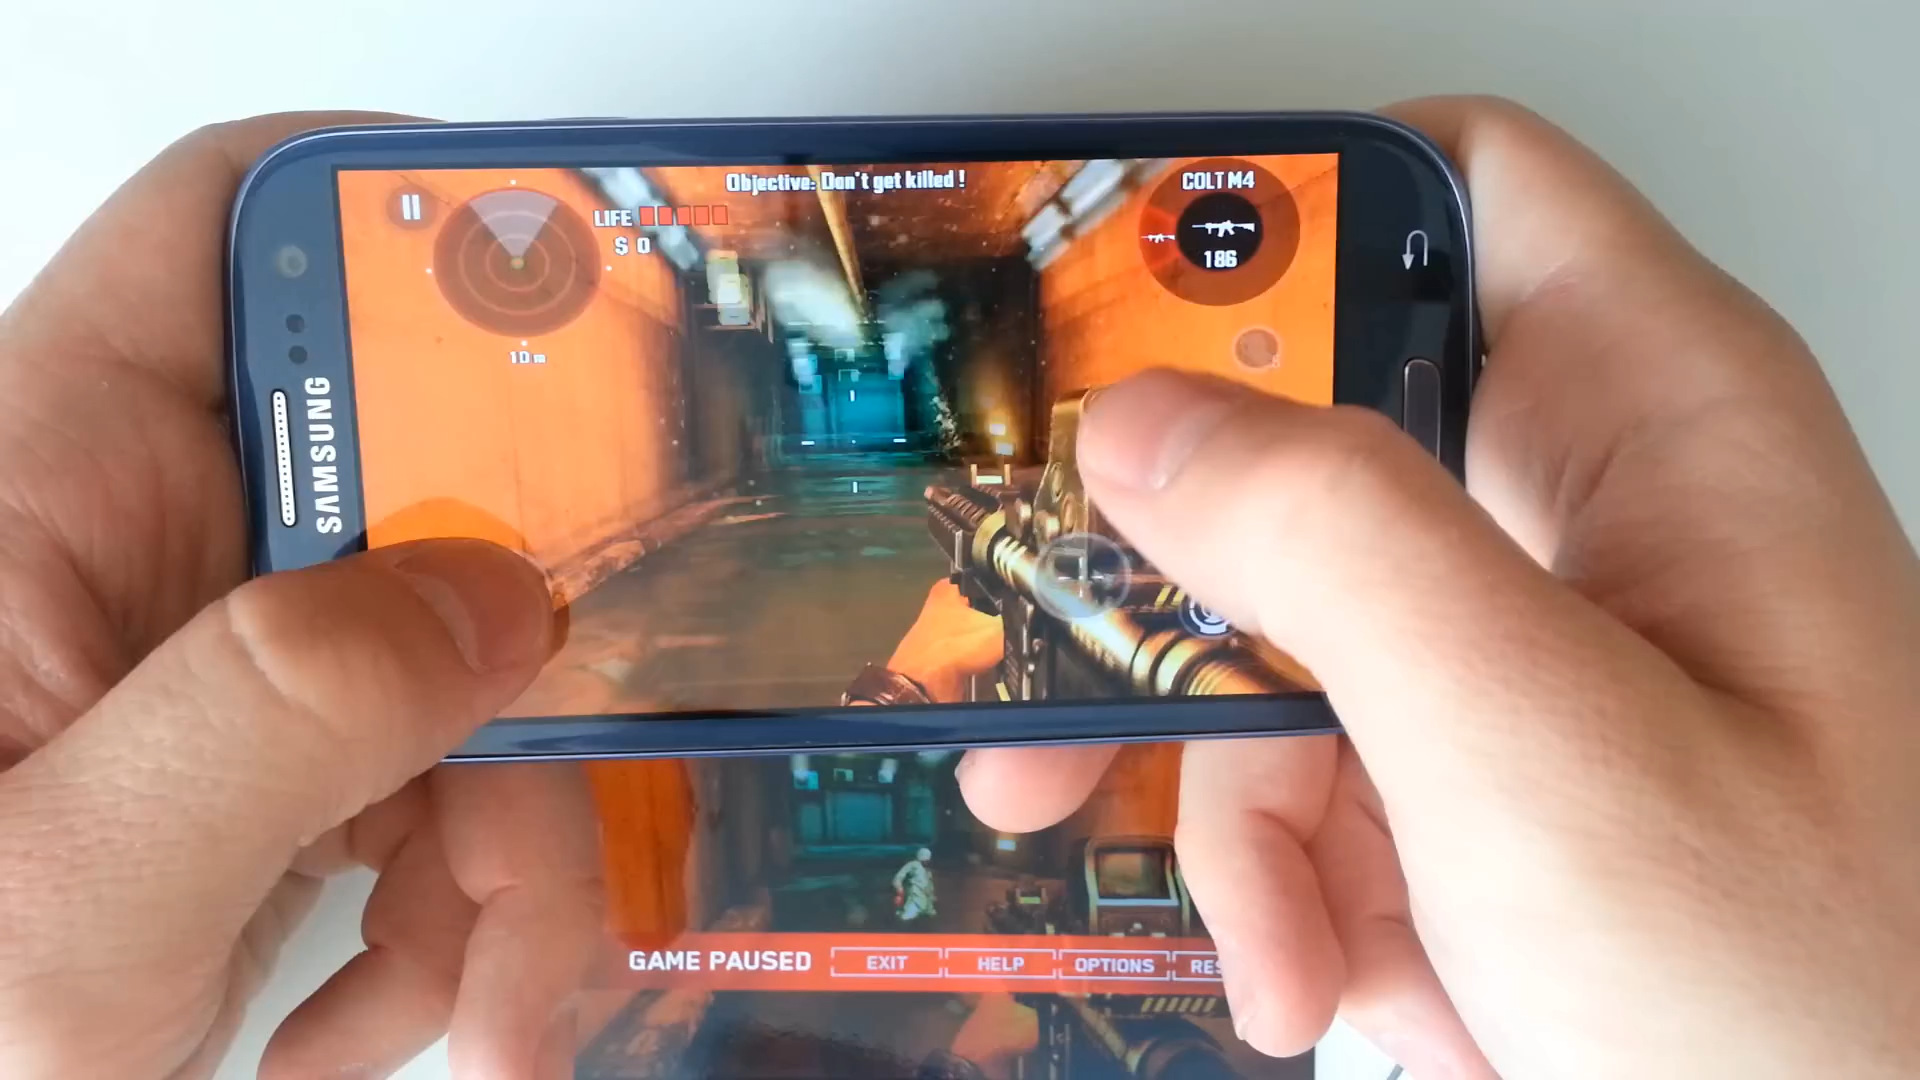 Objective: Don't get killed !
COLT M4
LIFE
$ 0
186
10 m
SAMSUNG
GAME PAUSED
EXIT
HELP
OPTIONS